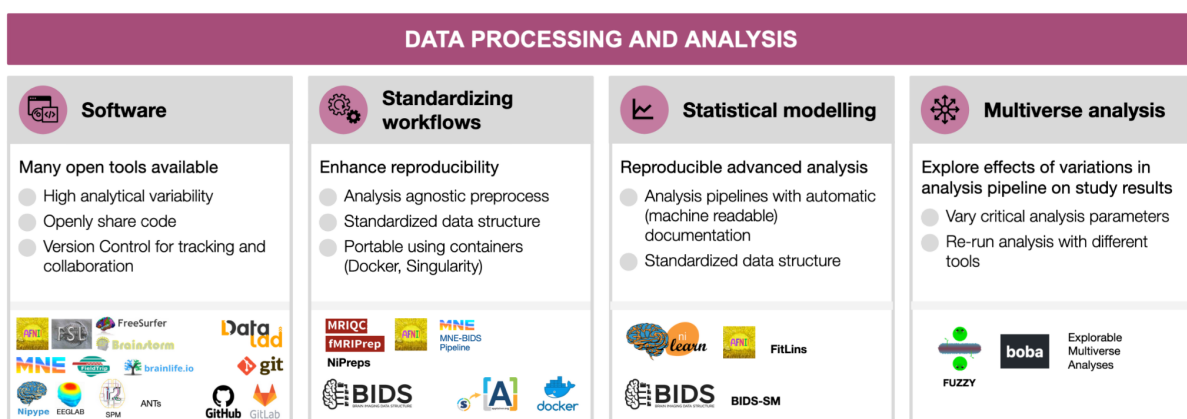 DATA PROCESSING AND ANALYSIS
Software
Many open tools available
High analytical variability
Openly share code
Version Control for tracking and
collaboration
AFNI
FSL
FreeSurfer
Brainstorm
Data
lad
MNE
FieldTrip
brainlife.io
git
Nipype
EEGLAB
SPM
ANTs
GitHub
GitLab
Standardizing
workflows
Enhance reproducibility
Analysis agnostic preprocess
Standardized data structure
Portable using containers
(Docker, Singularity)
MRIQC
fMRIPrep
NiPreps
AFNI
MNE
MNE-BIDS
Pipeline
BIDS
BRAIN IMAGING DATA STRUCTURE
S
[A]
docker
Statistical modelling
Reproducible advanced analysis
Analysis pipelines with automatic
(machine readable)
documentation
Standardized data structure
ni
learn
AFNI
FitLins
BIDS
BRAIN IMAGING DATA STRUCTURE
BIDS-SM
Multiverse analysis
Explore effects of variations in
analysis pipeline on study results
Vary critical analysis parameters
Re-run analysis with different
tools
FUZZY
boba
Explorable
Multiverse
Analyses